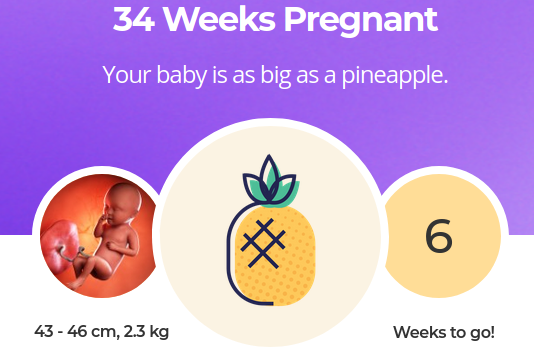 34 Weeks Pregnant
Your baby is as big as a pineapple.
6
43 - 46 cm, 2.3 kg
Weeks to go!